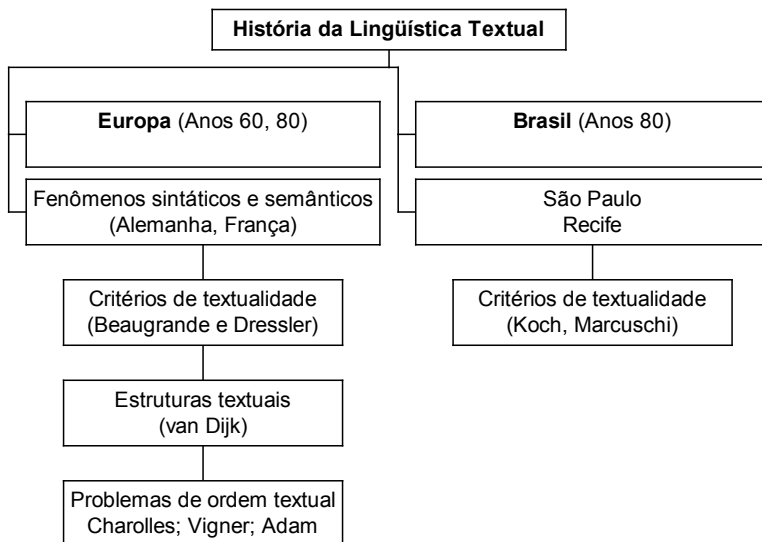 História da Lingüística Textual
Europa (Anos 60, 80)
Fenômenos sintáticos e semânticos
(Alemanha, França)
Critérios de textualidade
(Beaugrande e Dressler)
Estruturas textuais
(van Dijk)
Problemas de ordem textual
Charolles; Vigner; Adam
Brasil (Anos 80)
São Paulo
Recife
Critérios de textualidade
(Koch, Marcuschi)